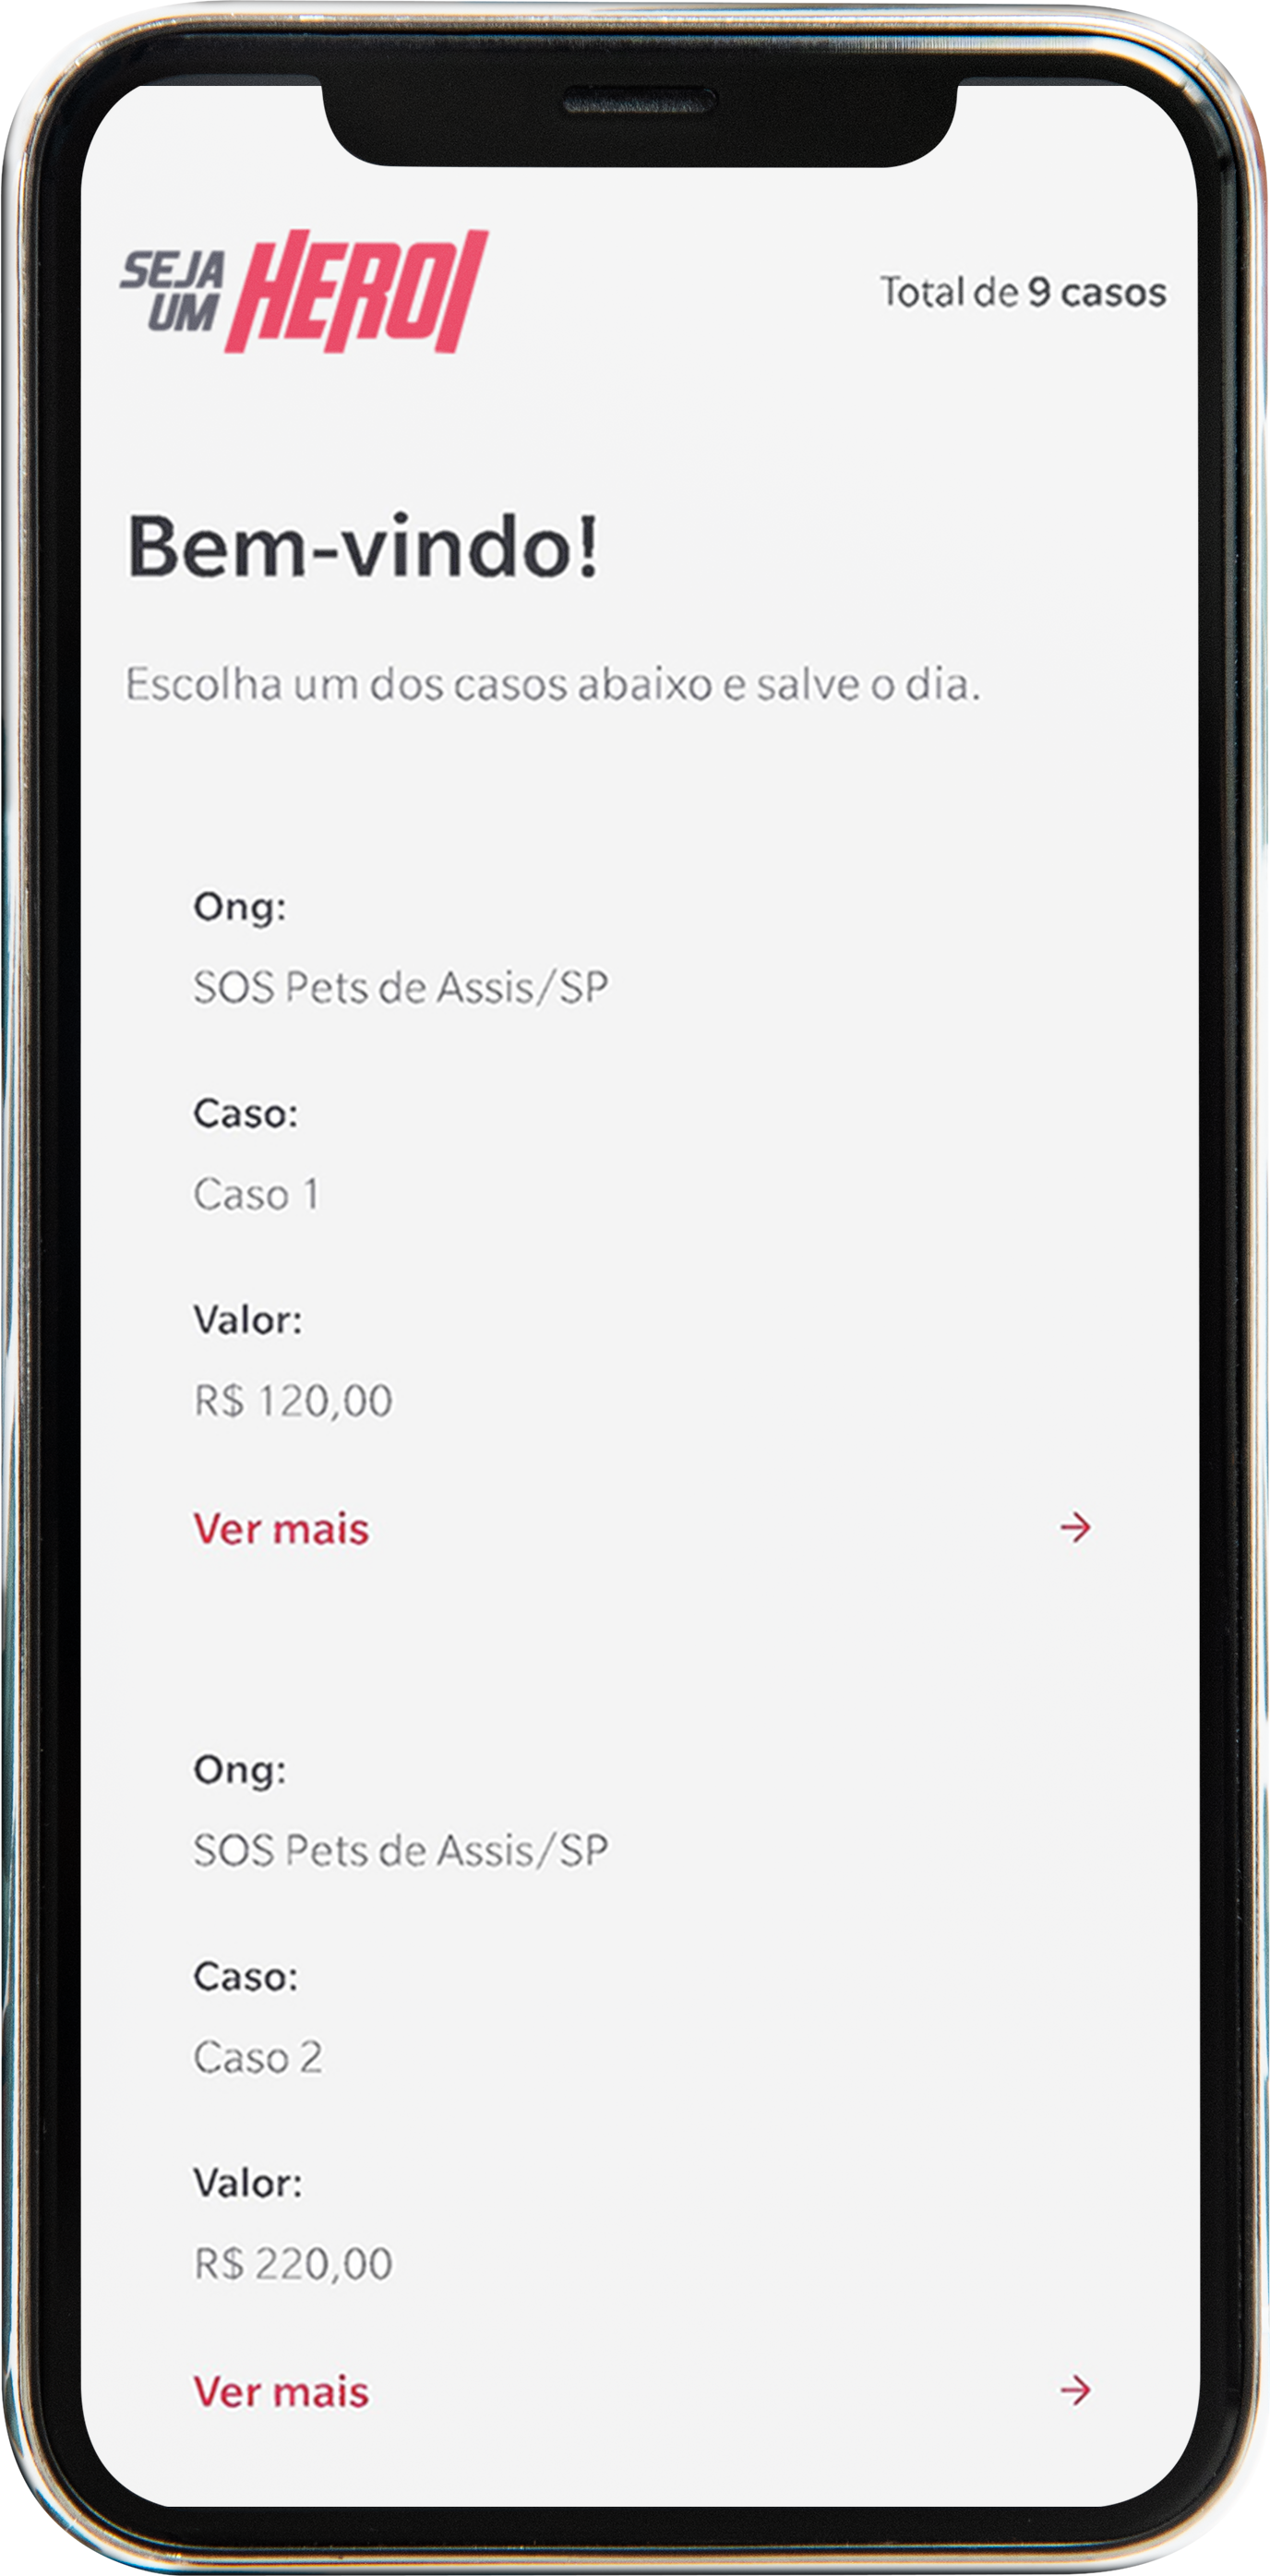 SEJA UM HEROI
Total de 9 casos
Bem-vindo!
Escolha um dos casos abaixo e salve o dia.
Ong:
SOS Pets de Assis/SP
Caso:
Caso 1
Valor:
R$ 120,00
Ver mais →
Ong:
SOS Pets de Assis/SP
Caso:
Caso 2
Valor:
R$ 220,00
Ver mais →